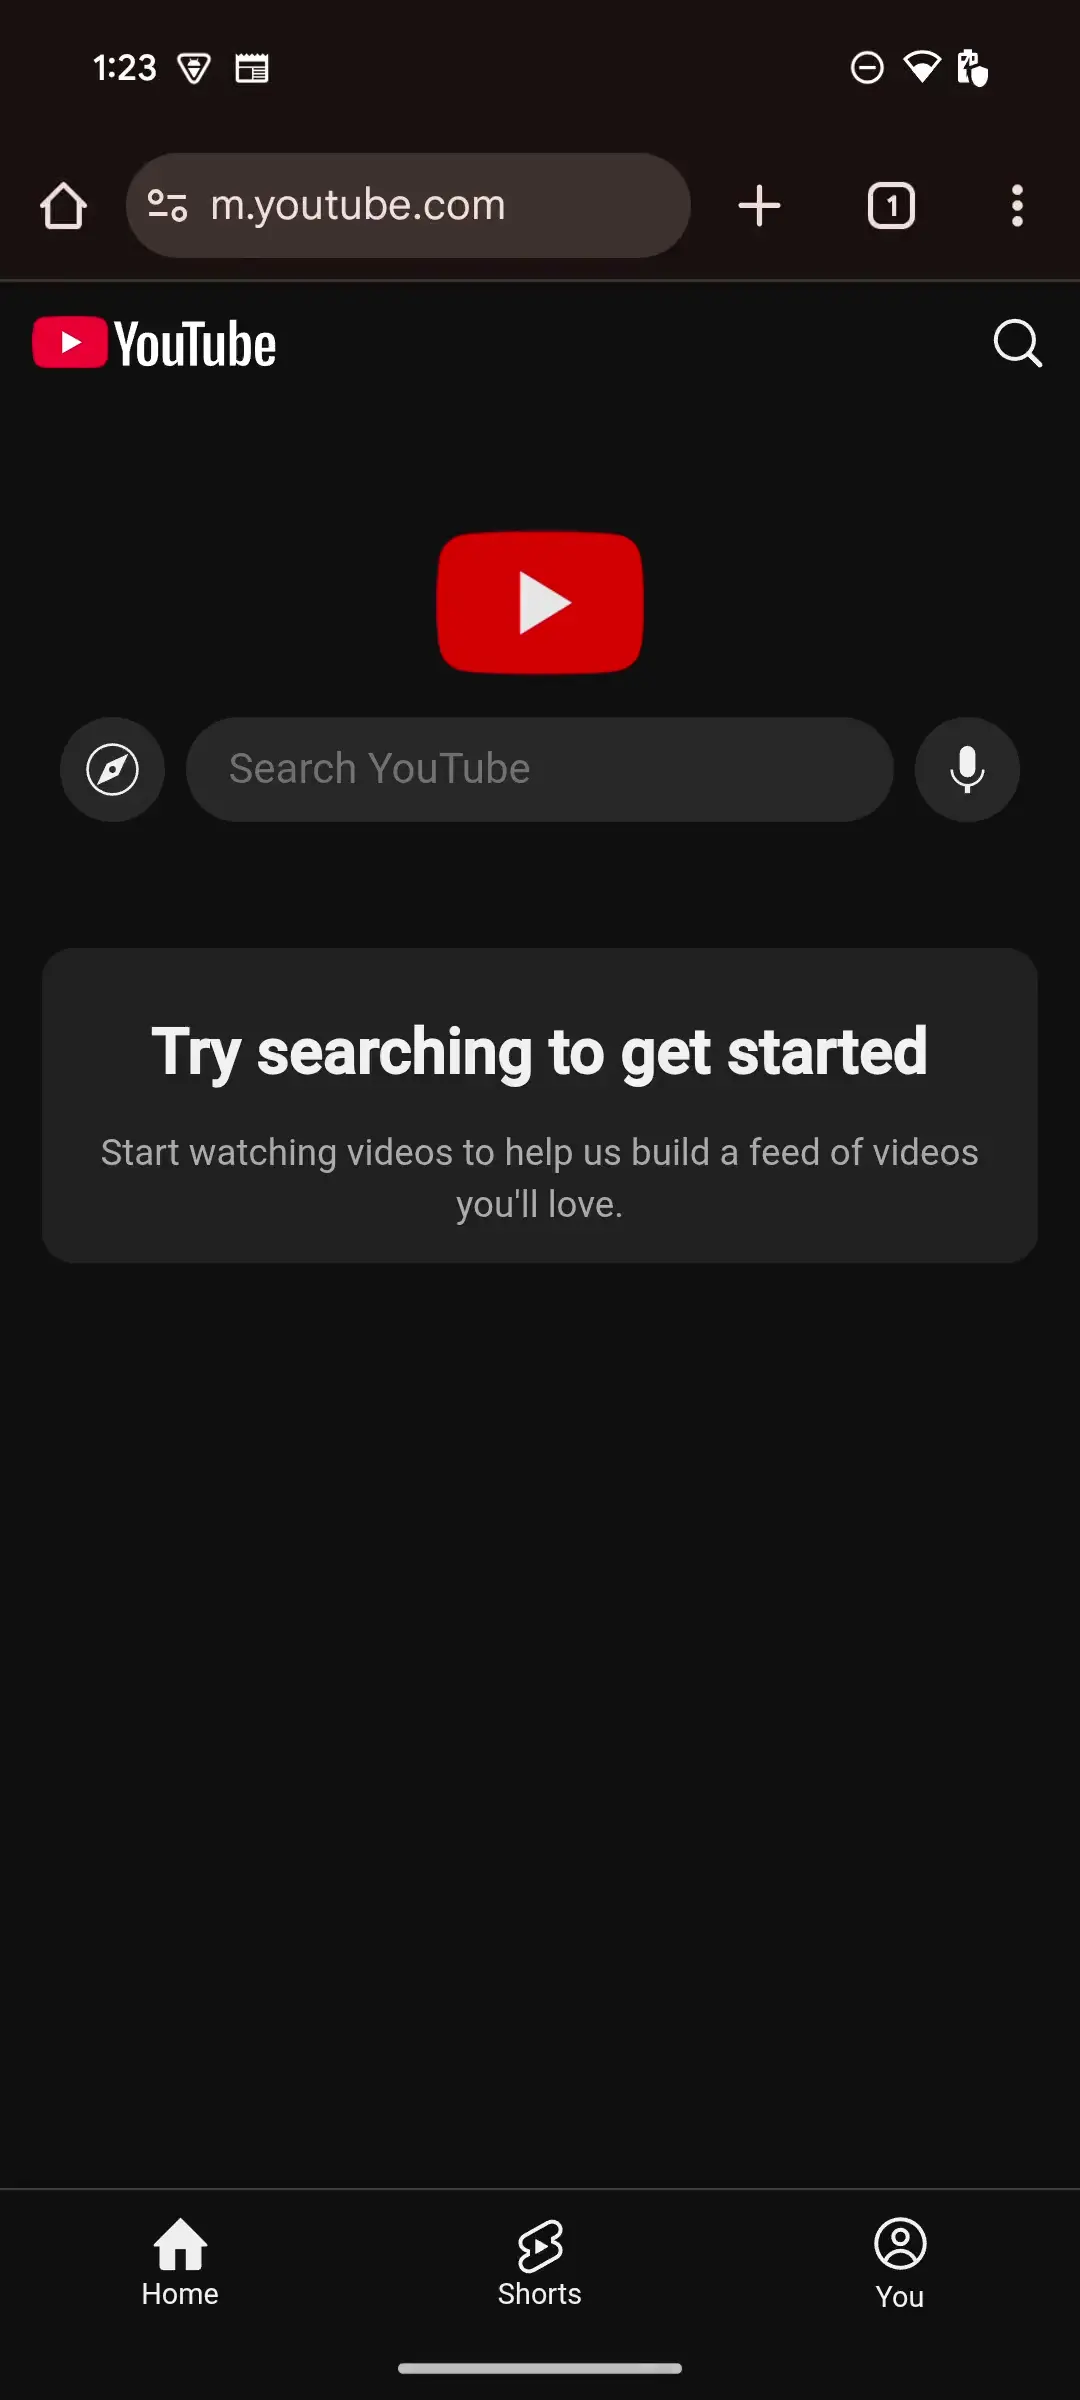 1:23
m.youtube.com
1
YouTube
Search YouTube
Try searching to get started
Start watching videos to help us build a feed of videos
you'll love.
Home
Shorts
You